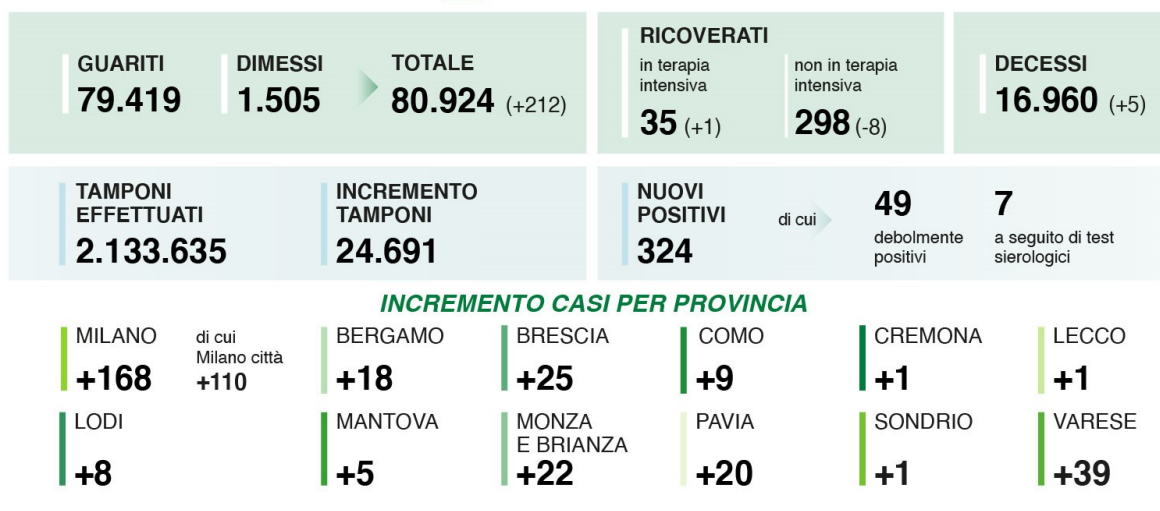 GUARITI
79.419
DIMESSI
1.505
TOTALE
80.924 (+212)
RICOVERATI
in terapia
intensiva
35 (+1)
non in terapia
intensiva
298 (-8)
DECESSI
16.960 (+5)
TAMPONI
EFFETTUATI
2.133.635
INCREMENTO
TAMPONI
24.691
NUOVI
POSITIVI
324
di cui
49
debolmente
positivi
7
a seguito di test
sierologici
INCREMENTO CASI PER PROVINCIA
MILANO
+168
di cui
Milano città
+110
BERGAMO
+18
BRESCIA
+25
COMO
+9
CREMONA
+1
LECCO
+1
LODI
+8
MANTOVA
+5
MONZA
E BRIANZA
+22
PAVIA
+20
SONDRIO
+1
VARESE
+39